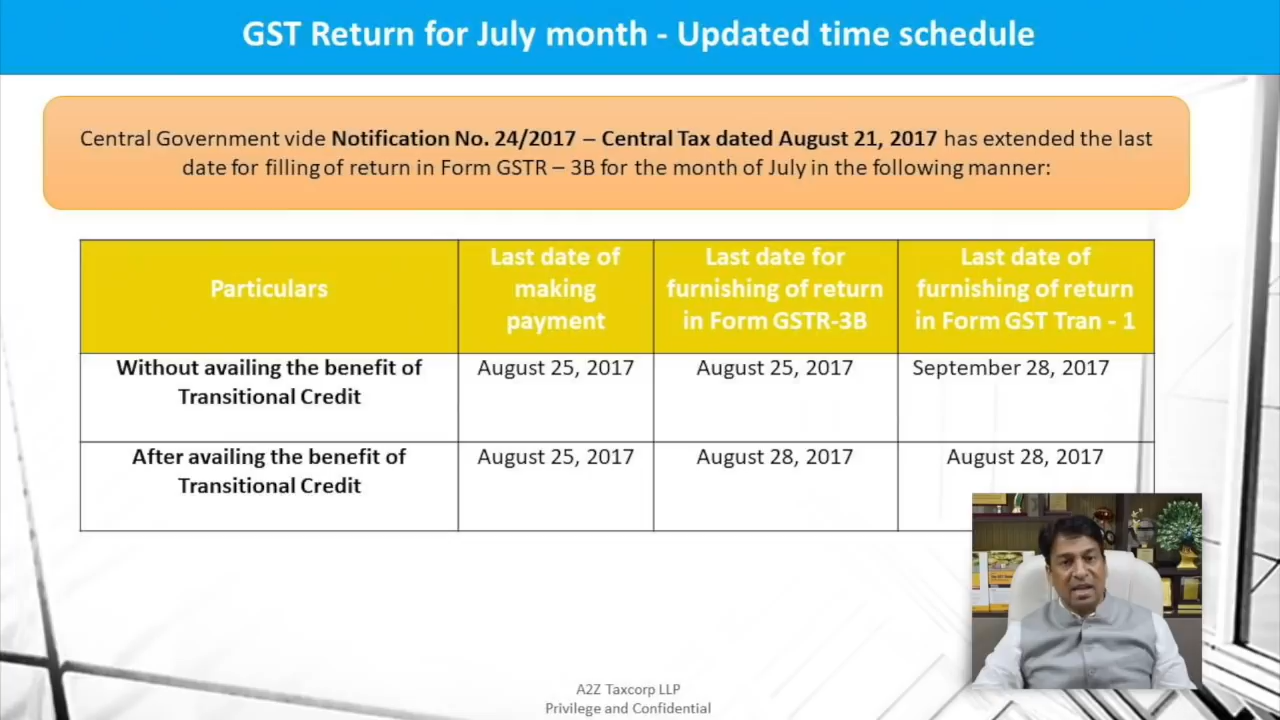 GST Return for July month - Updated time schedule
Central Government vide Notification No. 24/2017 – Central Tax dated August 21, 2017 has extended the last
date for filling of return in Form GSTR – 3B for the month of July in the following manner:
Particulars
Last date of
making
payment
Last date for
furnishing of return
in Form GSTR-3B
Last date of
furnishing of return
in Form GST Tran - 1
Without availing the benefit of
Transitional Credit
August 25, 2017
August 25, 2017
September 28, 2017
After availing the benefit of
Transitional Credit
August 25, 2017
August 28, 2017
August 28, 2017
A2Z Taxcorp LLP
Privilege and Confidential